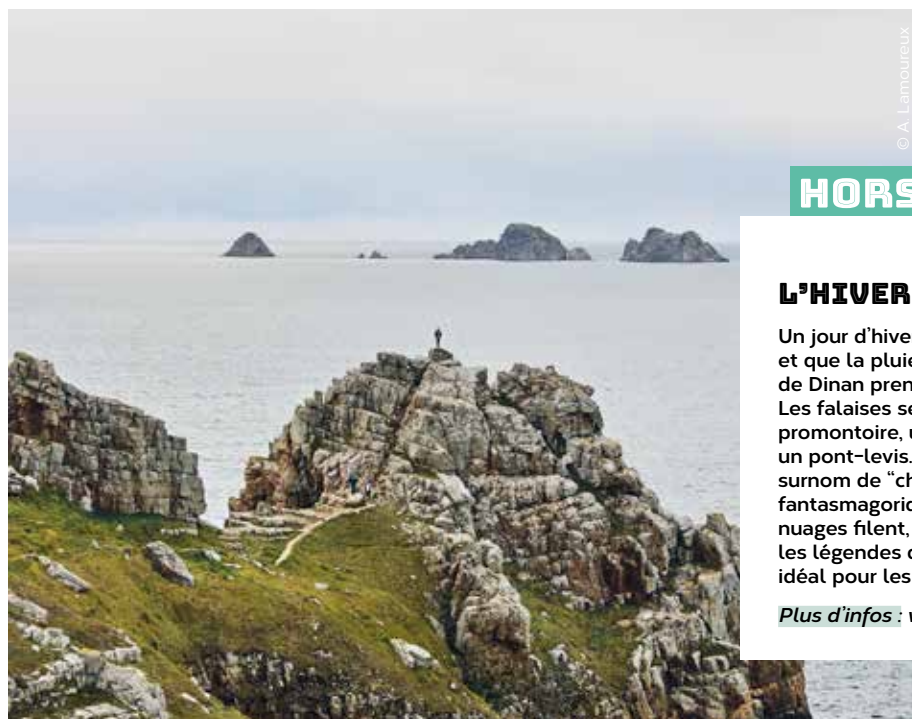 © A. Lamoureux
HORS
L'HIVER
Un jour d'hive
et que la pluie
de Dinan pren
Les falaises se
promontoire, u
un pont-levis.
surnom de "ch
fantasmagoric
nuages filent,
les légendes d
idéal pour les
Plus d'infos : v